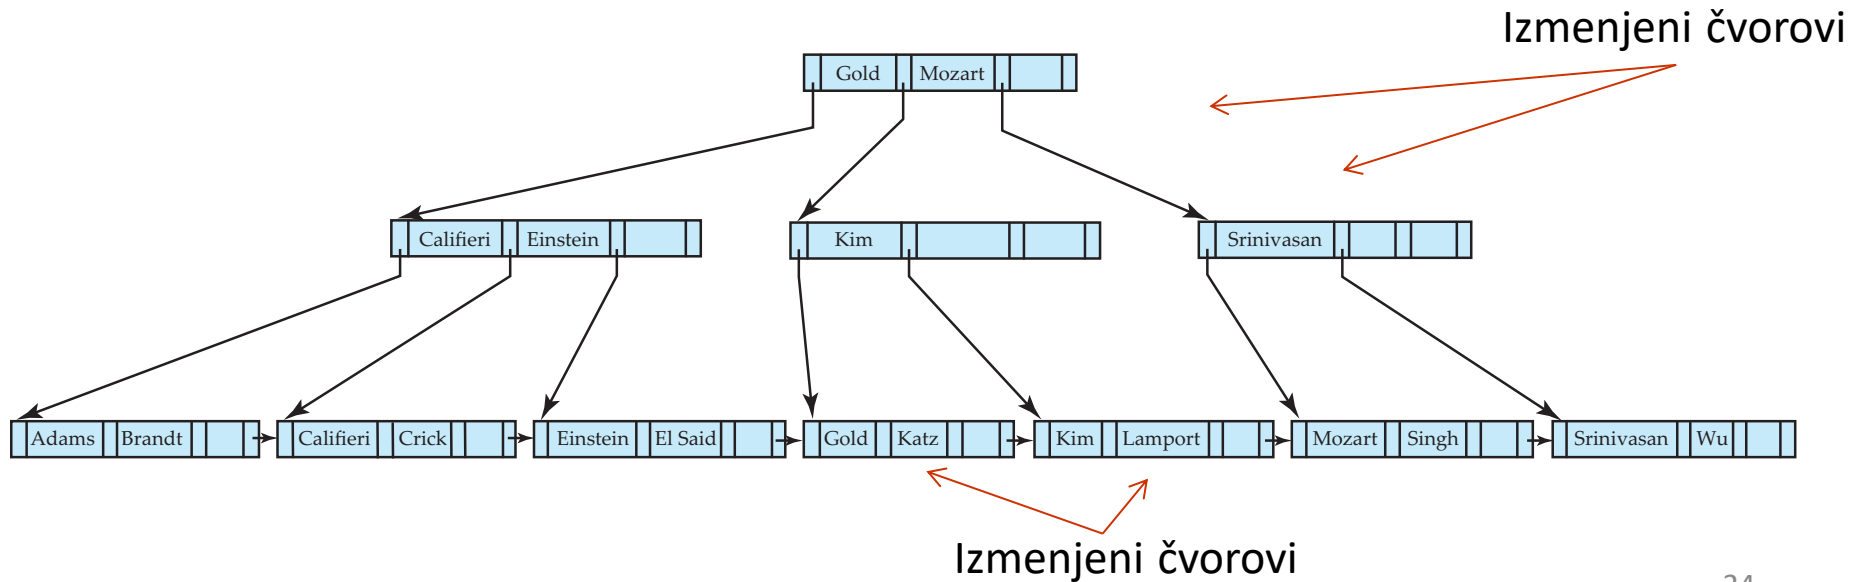 Izmenjeni čvorovi
Gold Mozart
Califieri Einstein
Kim
Srinivasan
Adams Brandt
Califieri Crick
Einstein El Said
Gold Katz
Kim Lamport
Mozart Singh
Srinivasan Wu
Izmenjeni čvorovi